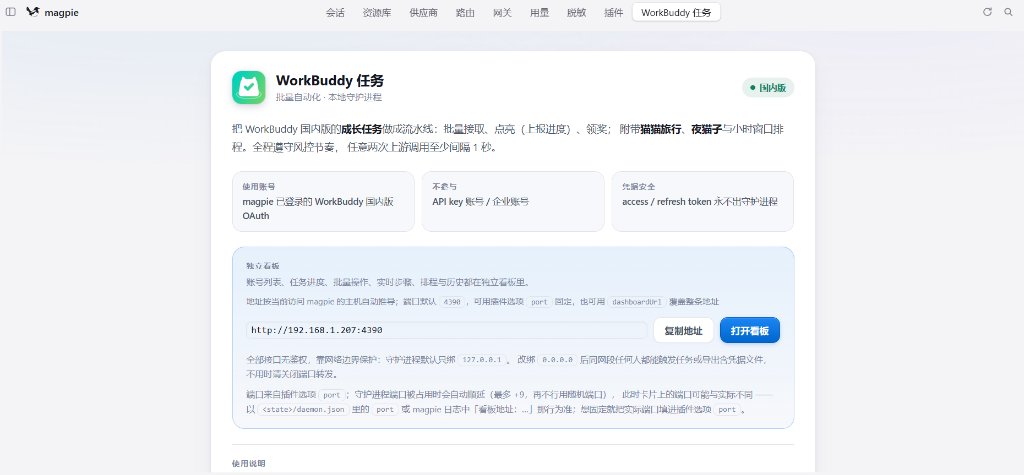 magpie
会话 资源库 供应商 路由 网关 用量 脱敏 插件 WorkBuddy 任务
WorkBuddy 任务
批量自动化 · 本地守护进程
国内版
把 WorkBuddy 国内版的成长任务做成流水线：批量接取、点亮（上报进度）、领奖； 附带猫猫旅行、夜猫子与小时窗口排
程。全程遵守风控节奏， 任意两次上游调用至少间隔 1 秒。
使用账号
magpie 已登录的 WorkBuddy 国内版
OAuth
不参与
API key 账号 / 企业账号
凭据安全
access / refresh token 永不出守护进程
独立看板
账号列表、任务进度、批量操作、实时步骤、排程与历史都在独立看板里。
地址按当前访问 magpie 的主机自动推导；端口默认 4390 ，可用插件选项 port 固定，也可用 dashboardUrl 覆盖整条地址
http://192.168.1.207:4390
复制地址
打开看板
全部接口无鉴权，靠网络边界保护：守护进程默认只绑 127.0.0.1 。 改绑 0.0.0.0 后同网段任何人都能触发任务或导出含凭据文件，
不用时请关闭端口转发。
端口来自插件选项 port ；守护进程端口被占用时会自动顺延（最多 +9，再不行用随机端口）， 此时卡片上的端口可能与实际不同 ——
以 <state>/daemon.json 里的 port 或 magpie 日志中「看板地址：…」那行为准；想固定就把实际端口填进插件选项 port 。
使用说明